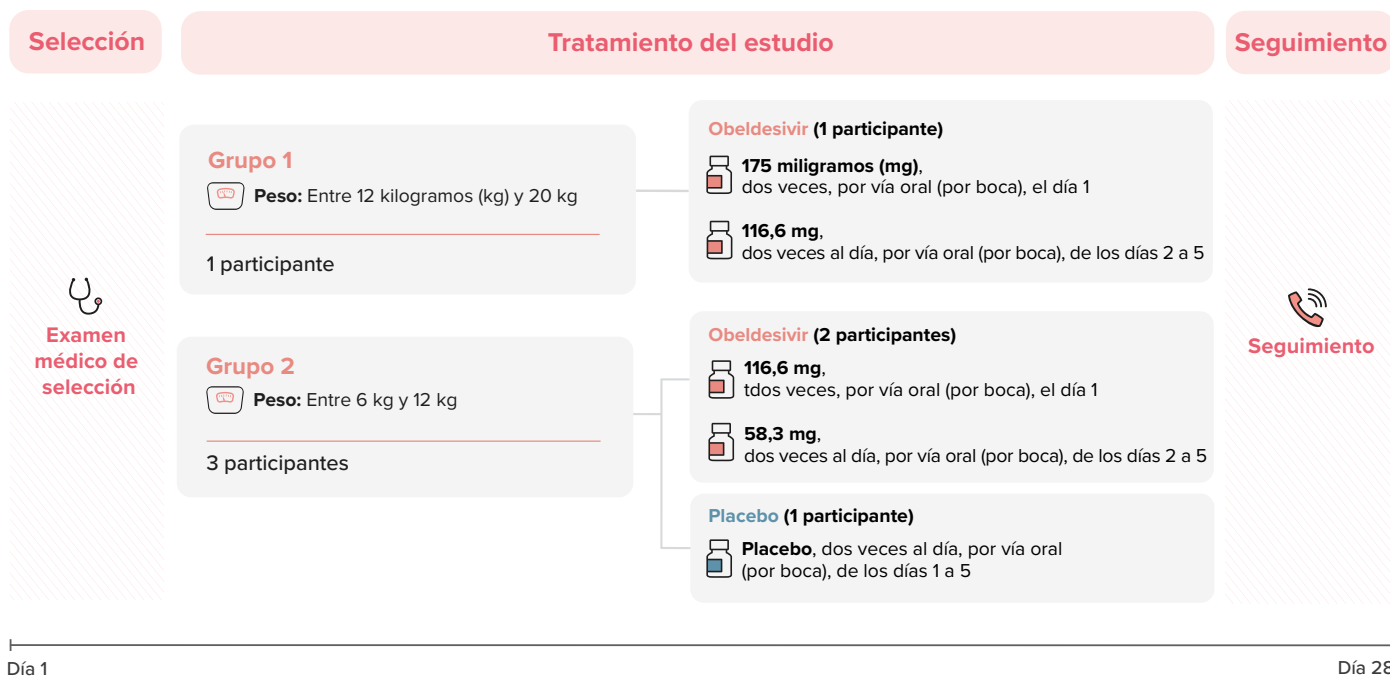 Selección
Tratamiento del estudio
Seguimiento
Examen
médico de
selección
Grupo 1
Peso: Entre 12 kilogramos (kg) y 20 kg
1 participante
Obeldesivir (1 participante)
175 miligramos (mg),
dos veces, por vía oral (por boca), el día 1
116,6 mg,
dos veces al día, por vía oral (por boca), de los días 2 a 5
Grupo 2
Peso: Entre 6 kg y 12 kg
3 participantes
Obeldesivir (2 participantes)
116,6 mg,
tdos veces, por vía oral (por boca), el día 1
58,3 mg,
dos veces al día, por vía oral (por boca), de los días 2 a 5
Placebo (1 participante)
Placebo, dos veces al día, por vía oral
(por boca), de los días 1 a 5
Seguimiento
Día 1
Día 28